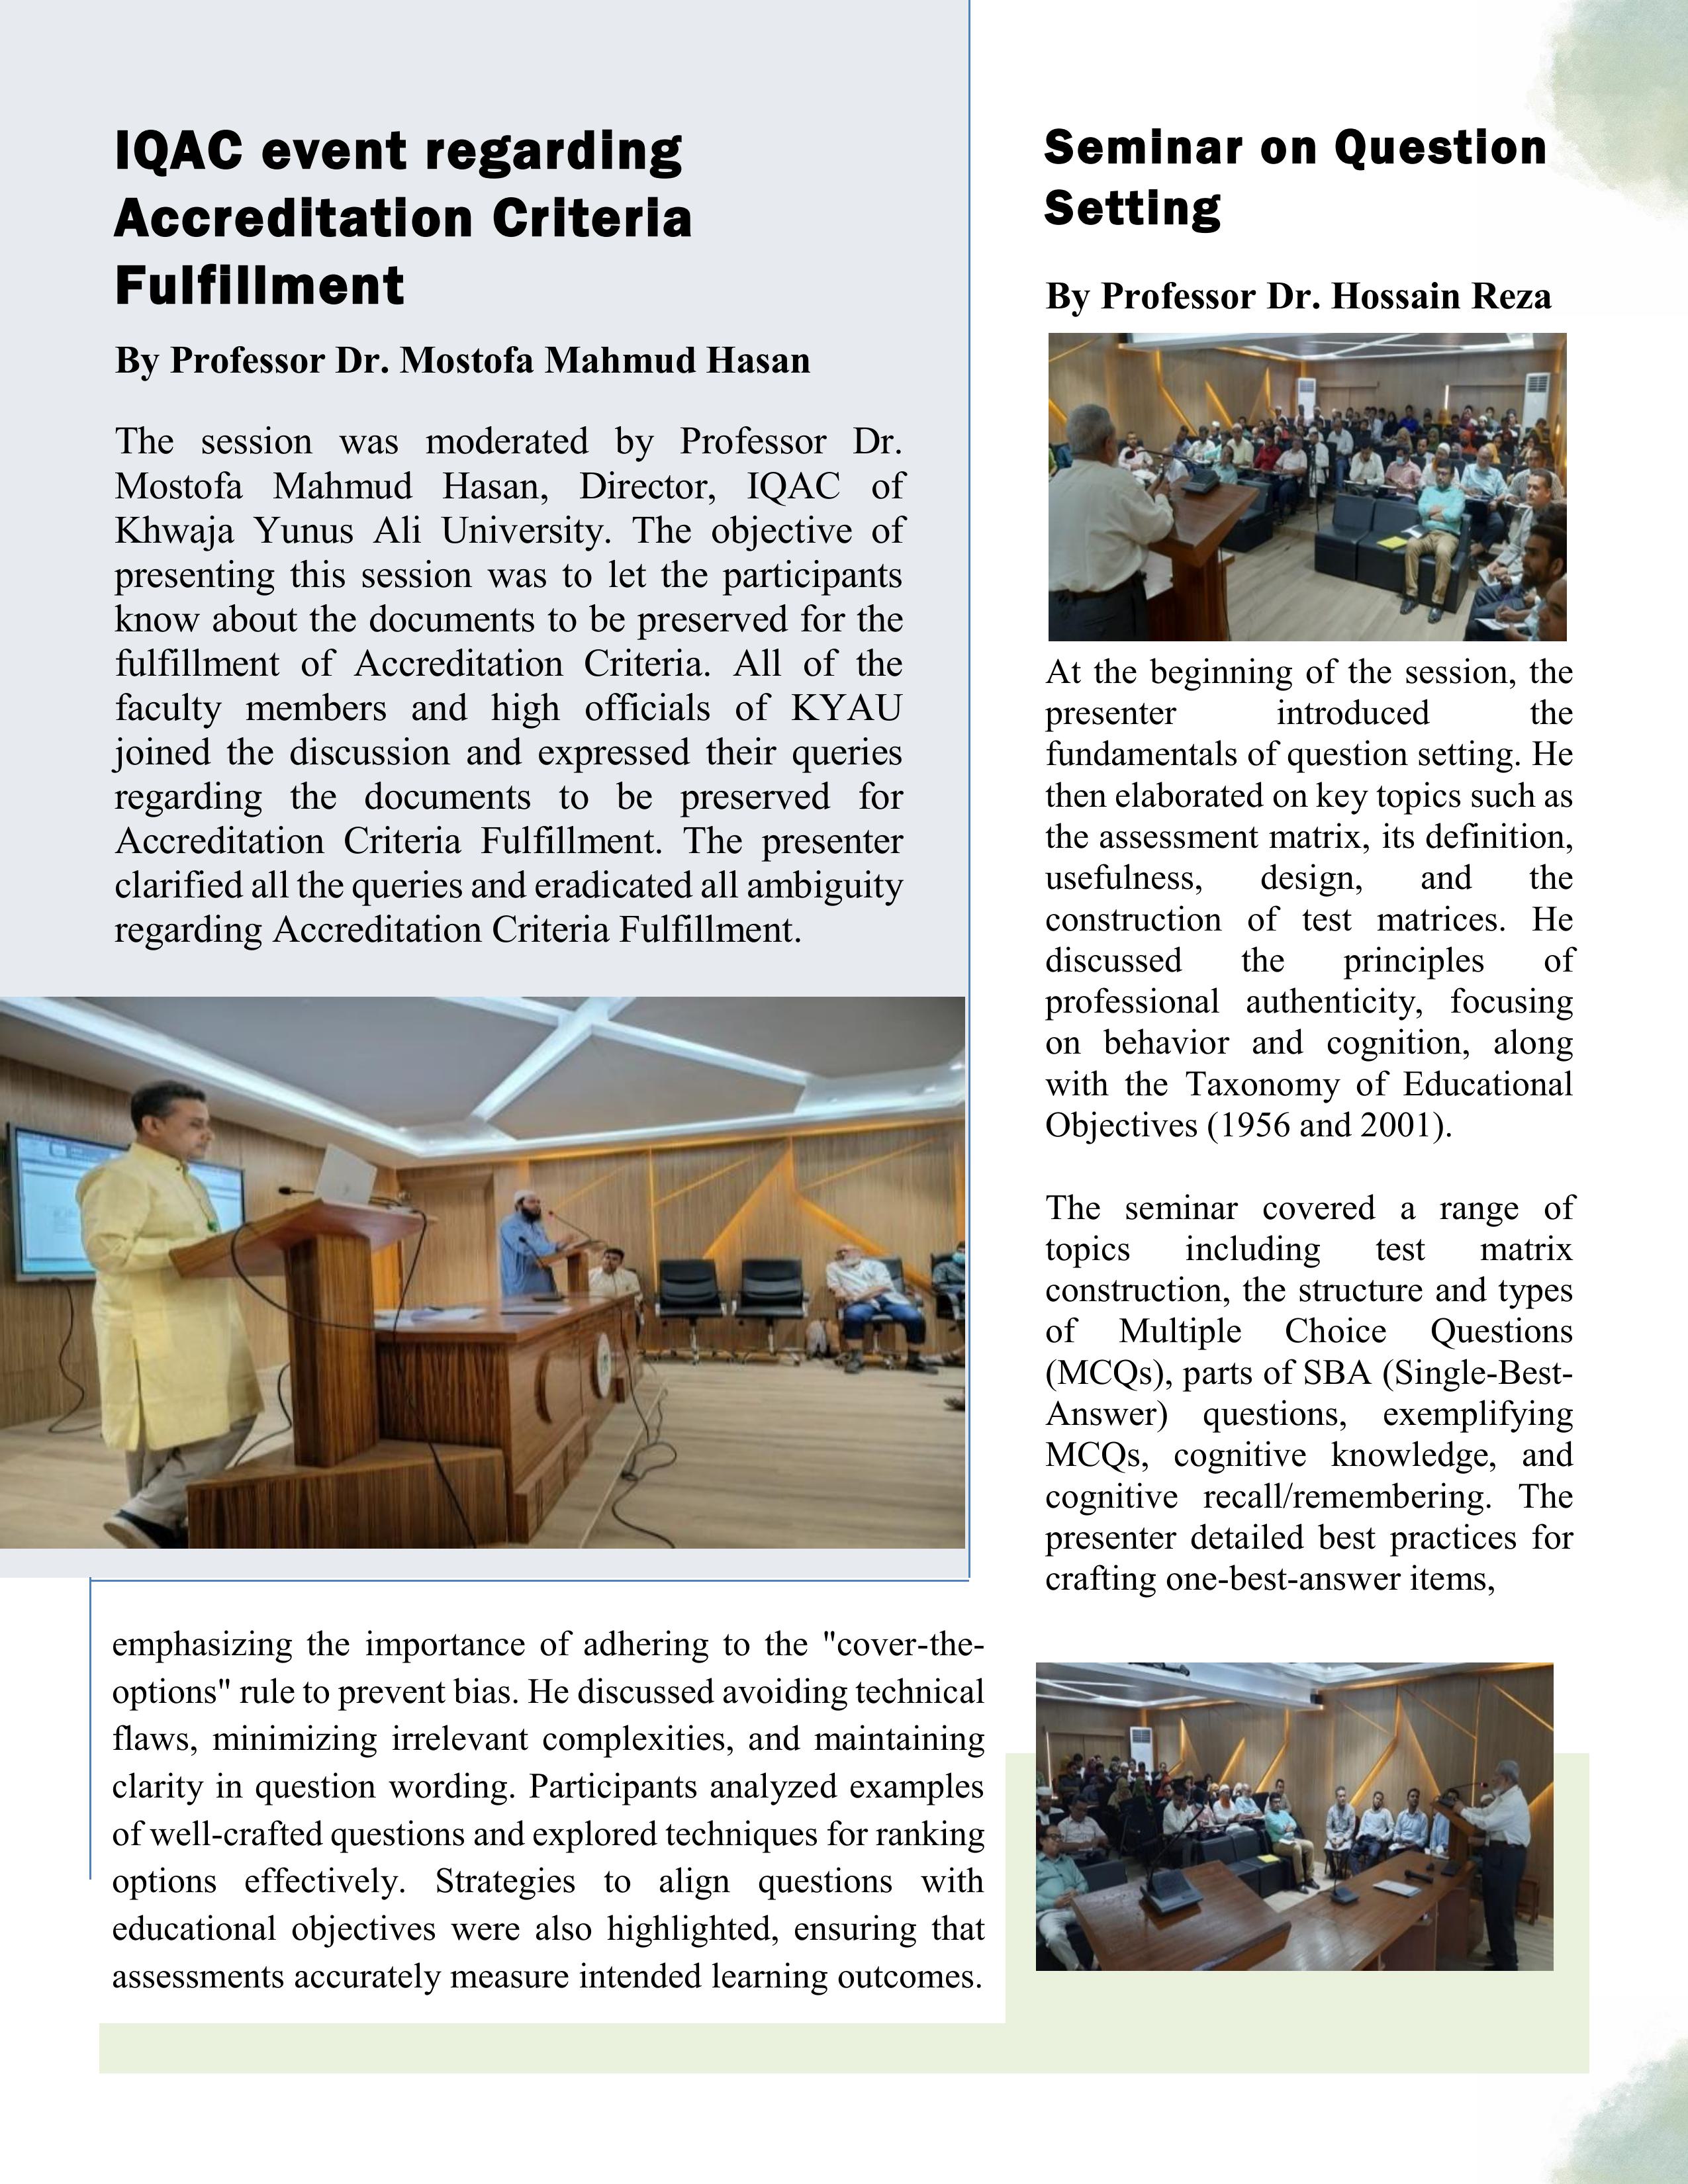 IQAC event regarding
Accreditation Criteria
Fulfillment
By Professor Dr. Mostofa Mahmud Hasan
The session was moderated by Professor Dr.
Mostofa Mahmud Hasan, Director, IQAC of
Khwaja Yunus Ali University. The objective of
presenting this session was to let the participants
know about the documents to be preserved for the
fulfillment of Accreditation Criteria. All of the
faculty members and high officials of KYAU
joined the discussion and expressed their queries
regarding the documents to be preserved for
Accreditation Criteria Fulfillment. The presenter
clarified all the queries and eradicated all ambiguity
regarding Accreditation Criteria Fulfillment.
Seminar on Question
Setting
By Professor Dr. Hossain Reza
At the beginning of the session, the
presenter introduced the
fundamentals of question setting. He
then elaborated on key topics such as
the assessment matrix, its definition,
usefulness, design, and the
construction of test matrices. He
discussed the principles of
professional authenticity, focusing
on behavior and cognition, along
with the Taxonomy of Educational
Objectives (1956 and 2001).
The seminar covered a range of
topics including test matrix
construction, the structure and types
of Multiple Choice Questions
(MCQs), parts of SBA (Single-Best-
Answer) questions, exemplifying
MCQs, cognitive knowledge, and
cognitive recall/remembering. The
presenter detailed best practices for
crafting one-best-answer items,
emphasizing the importance of adhering to the "cover-the-
options" rule to prevent bias. He discussed avoiding technical
flaws, minimizing irrelevant complexities, and maintaining
clarity in question wording. Participants analyzed examples
of well-crafted questions and explored techniques for ranking
options effectively. Strategies to align questions with
educational objectives were also highlighted, ensuring that
assessments accurately measure intended learning outcomes.